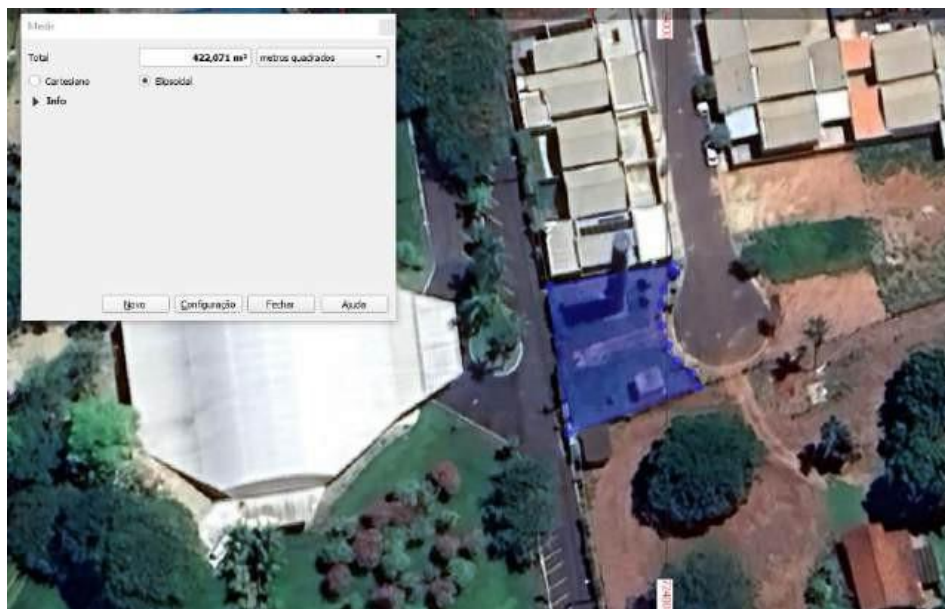 Medir
Total 422,071 m² metros quadrados
Cartesiano Elipsoidal
Info
Novo Configuração Fechar Ajuda